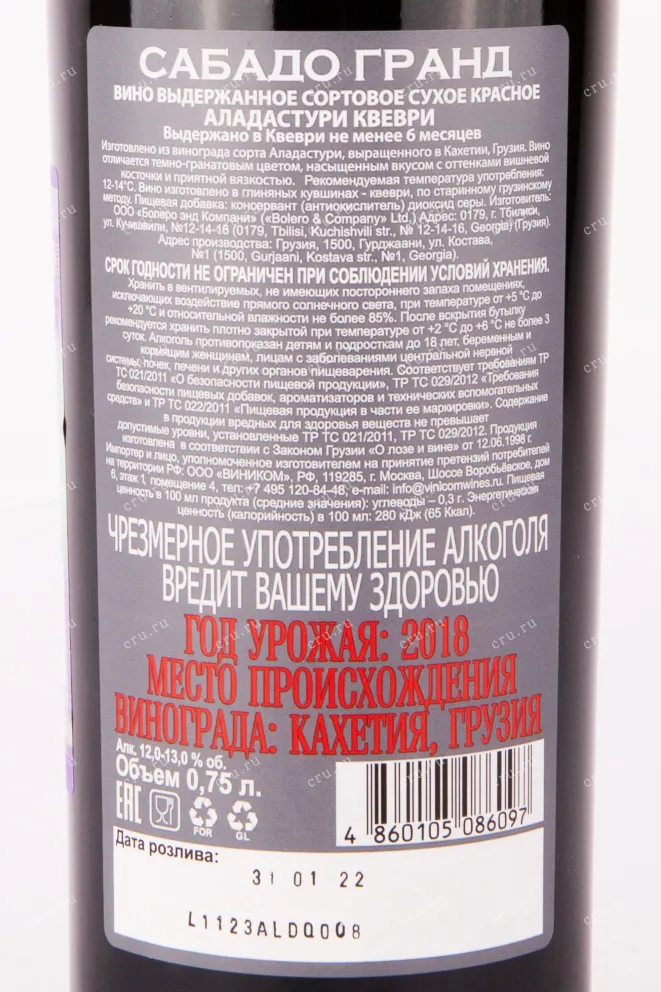 САБАДО ГРАНД
ВИНО ВЫДЕРЖАННОЕ СОРТОВОЕ СУХОЕ КРАСНОЕ
АЛАДАСТУРИ КВЕВРИ
Выдержано в Квеври не менее 6 месяцев
Изготовлено из винограда сорта Аладастури, выращенного в Кахетии, Грузия. Вино
отличается темно-гранатовым цветом, насыщенным вкусом с оттенками вишневой
косточки и приятной вязкостью. Рекомендуемая температура употребления:
12-14°С. Вино изготовлено в глиняных кувшинах - квеври, по старинному грузинскому
методу. Пищевая добавка: консервант (антиокислитель) диоксид серы. Изготовитель:
ООО «Болеро энд Компани» («Bolero & Company» Ltd.) Адрес: 0179, г. Тбилиси,
ул. Кучишвили, №12-14-16 (0179, Tbilisi, Kuchishvili str., № 12-14-16, Georgia) (Грузия).
Адрес производства: Грузия, 1500, Гурджаани, ул. Костава,
№1 (1500, Gurjaani, Kostava str., №1, Georgia).
СРОК ГОДНОСТИ НЕ ОГРАНИЧЕН ПРИ СОБЛЮДЕНИИ УСЛОВИЙ ХРАНЕНИЯ.
Хранить в вентилируемых, не имеющих постороннего запаха помещениях,
исключающих воздействие прямого солнечного света, при температуре от +5 °С до
+20 °С и относительной влажности не более 85%. После вскрытия бутылку
рекомендуется хранить плотно закрытой при температуре от +2 °С до +6 °С не более 3
суток. Алкоголь противопоказан детям и подросткам до 18 лет, беременным и
кормящим женщинам, лицам с заболеваниями центральной нервной
системы, почек, печени и других органов пищеварения. Соответствует требованиям ТР
ТС 021/2011 «О безопасности пищевой продукции», ТР ТС 029/2012 «Требования
безопасности пищевых добавок, ароматизаторов и технических вспомогательных
средств» и ТР ТС 022/2011 «Пищевая продукция в части ее маркировки». Содержание
в продукции вредных для здоровья веществ не превышает
допустимые уровни, установленные ТР ТС 021/2011, ТР ТС 029/2012. Продукция
изготовлена в соответствии с Законом Грузии «О лозе и вине» от 12.06.1998 г.
Импортер и лицо, уполномоченное изготовителем на принятие претензий потребителей
на территории РФ: ООО «ВИНИКОМ», РФ, 119285, г. Москва, Шоссе Воробьёвское, дом
6, этаж 1, помещение 4, тел.: +7 495 120-84-48, e-mail: info@vinicomwines.ru. Пищевая
ценность в 100 мл продукта (средние значения): углеводы – 0,3 г. Энергетическая
ценность (калорийность) в 100 мл: 280 кДж (65 Ккал).
ЧРЕЗМЕРНОЕ УПОТРЕБЛЕНИЕ АЛКОГОЛЯ
ВРЕДИТ ВАШЕМУ ЗДОРОВЬЮ
ГОД УРОЖАЯ: 2018
МЕСТО ПРОИСХОЖДЕНИЯ
ВИНОГРАДА: КАХЕТИЯ, ГРУЗИЯ
Алк. 12,0-13,0 % об.
Объем 0,75 л.
EAC
FOR
GL
4 860105 086097
Дата розлива:
31 01 22
L1123ALDQ008
cru.ru